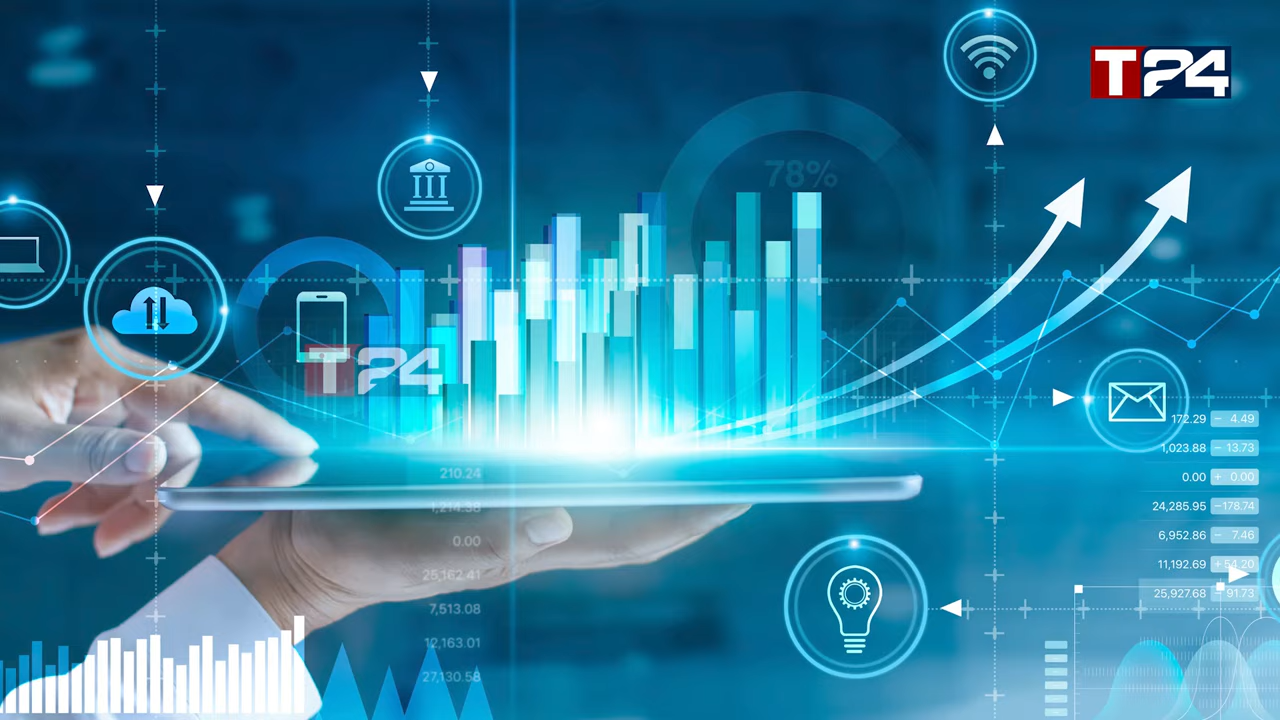 T24
78%
T24
172.29 − 4.49
1,023.88 − 13.73
0.00 + 0.00
24,285.95 −178.74
6,952.86 − 7.46
11,192.69 +54.20
25,927.68 91.73
210.24
1,214.38
0.00
25,162.41
7,513.08
12,163.01
27,130.58